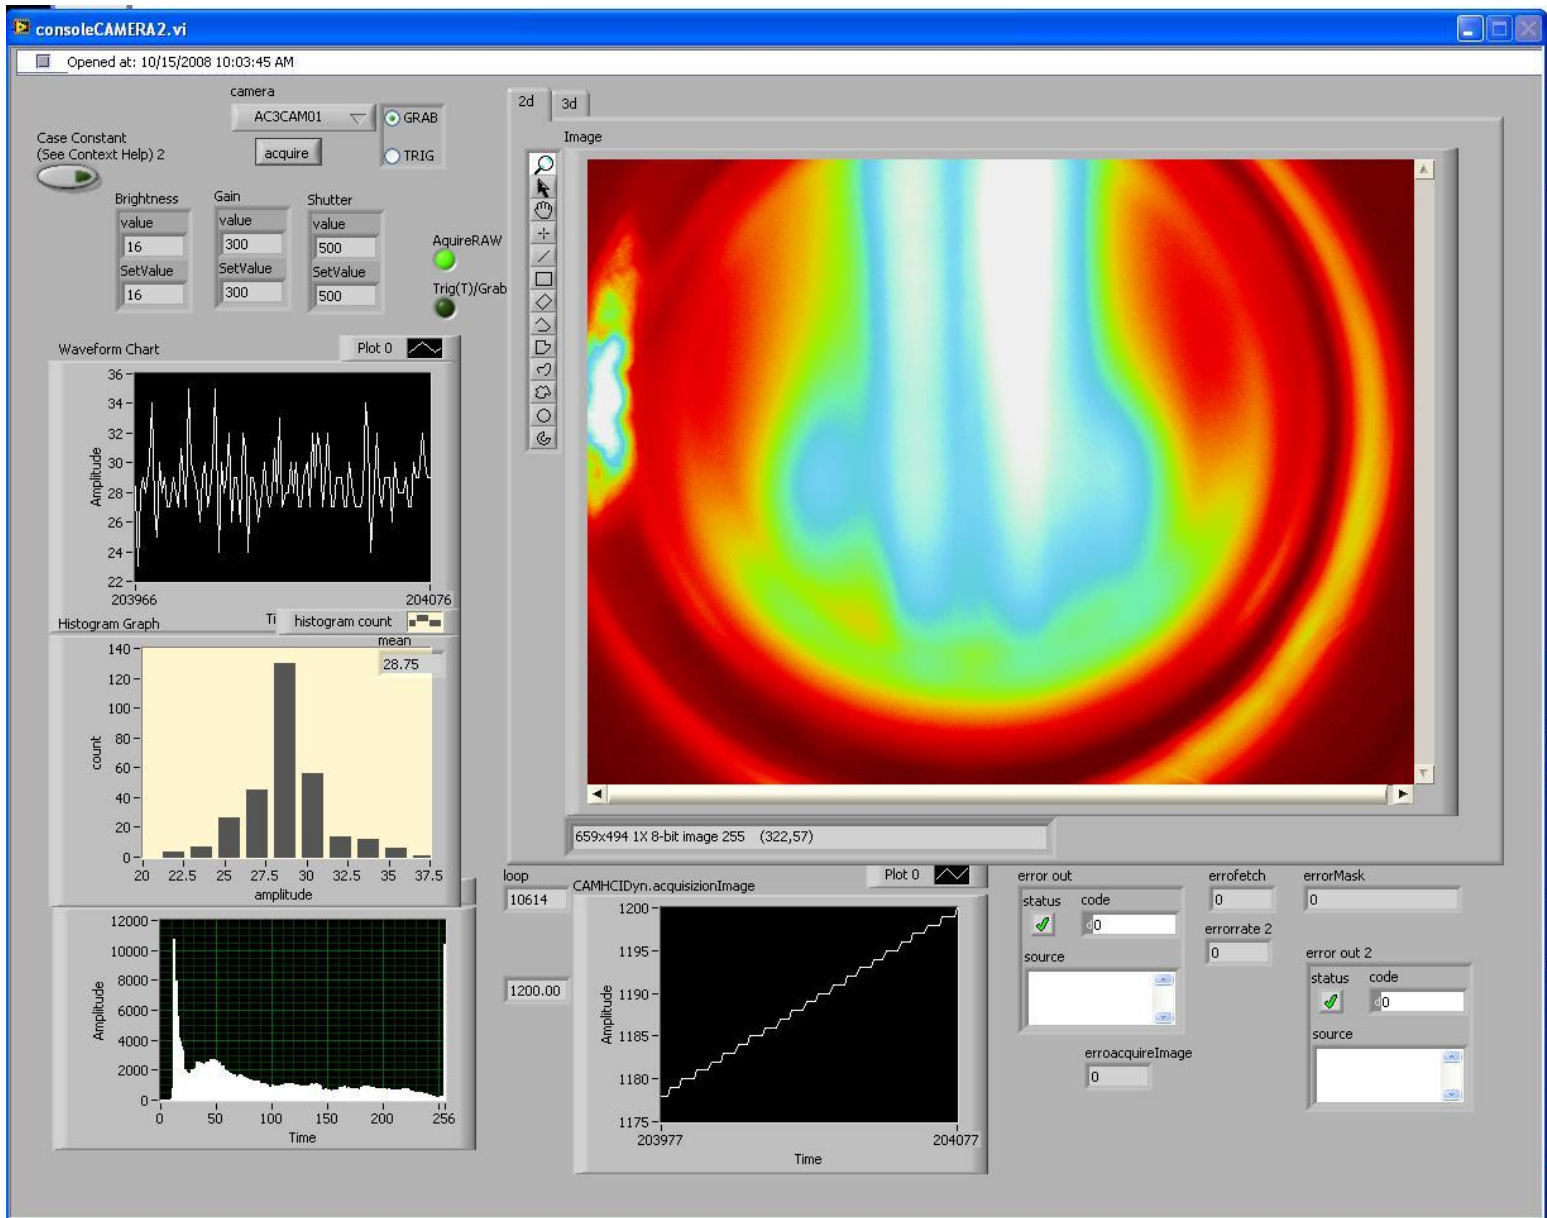 consoleCAMERA2.vi
Opened at: 10/15/2008 10:03:45 AM
camera
AC3CAM01
GRAB
TRIG
acquire
Case Constant
(See Context Help) 2
Brightness
value
16
SetValue
16
Gain
value
300
SetValue
300
Shutter
value
500
SetValue
500
AquireRAW
Trig(T)/Grab
2d
3d
Image
659x494 1X 8-bit image 255 (322,57)
Waveform Chart
Plot 0
Amplitude
36
34
32
30
28
26
24
22
203966
204076
Ti
Histogram Graph
histogram count
mean
28.75
count
140
120
100
80
60
40
20
0
20
22.5
25
27.5
30
32.5
35
37.5
amplitude
Amplitude
12000
10000
8000
6000
4000
2000
0
0
50
100
150
200
256
Time
loop
10614
1200.00
CAMHCIDyn.acquisizionImage
Plot 0
Amplitude
1200
1195
1190
1185
1180
1175
203977
204077
Time
error out
status
code
d0
source
errofetch
0
errorrate 2
0
errorMask
0
erroacquireImage
0
error out 2
status
code
d0
source